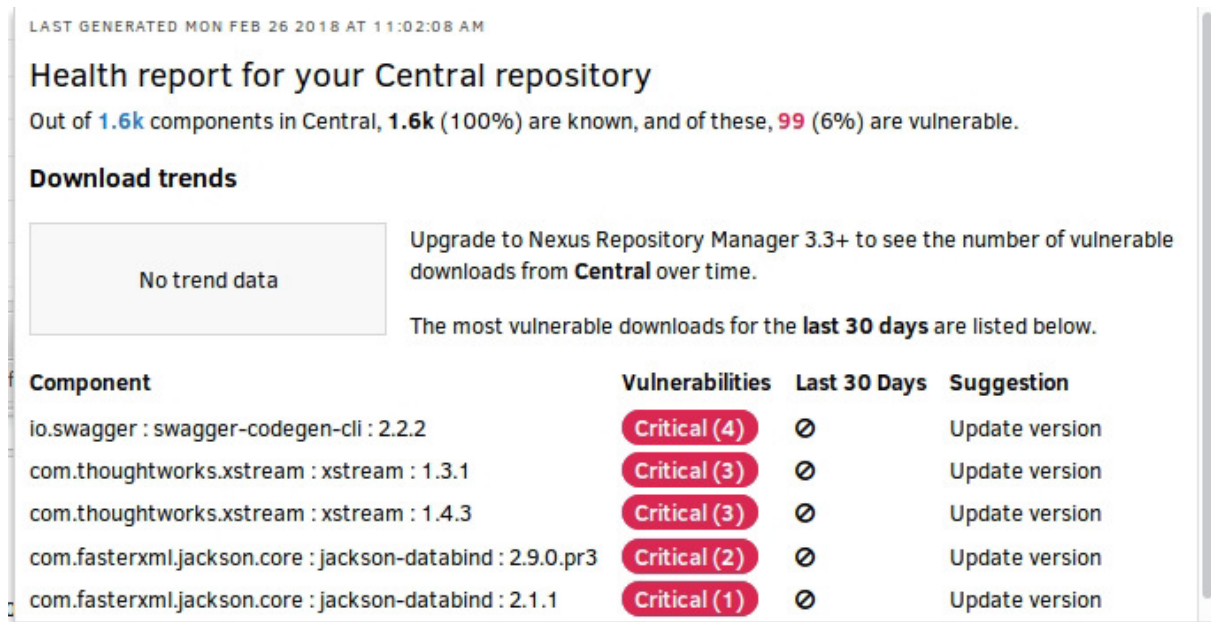 LAST GENERATED MON FEB 26 2018 AT 11:02:08 AM
Health report for your Central repository
Out of 1.6k components in Central, 1.6k (100%) are known, and of these, 99 (6%) are vulnerable.
Download trends
No trend data
Upgrade to Nexus Repository Manager 3.3+ to see the number of vulnerable
downloads from Central over time.
The most vulnerable downloads for the last 30 days are listed below.
Component Vulnerabilities Last 30 Days Suggestion
io.swagger : swagger-codegen-cli : 2.2.2 Critical (4) Update version
com.thoughtworks.xstream : xstream : 1.3.1 Critical (3) Update version
com.thoughtworks.xstream : xstream : 1.4.3 Critical (3) Update version
com.fasterxml.jackson.core : jackson-databind : 2.9.0.pr3 Critical (2) Update version
com.fasterxml.jackson.core : jackson-databind : 2.1.1 Critical (1) Update version